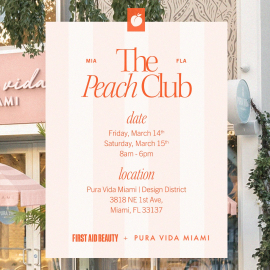 MIA
FLA
The
Peach Club
date
Friday, March 14th
Saturday, March 15th
8am - 6pm
location
Pura Vida Miami | Design District
3818 NE 1st Ave,
Miami, FL 33137
FIRST AID BEAUTY + PURA VIDA MIAMI
vida
AMI